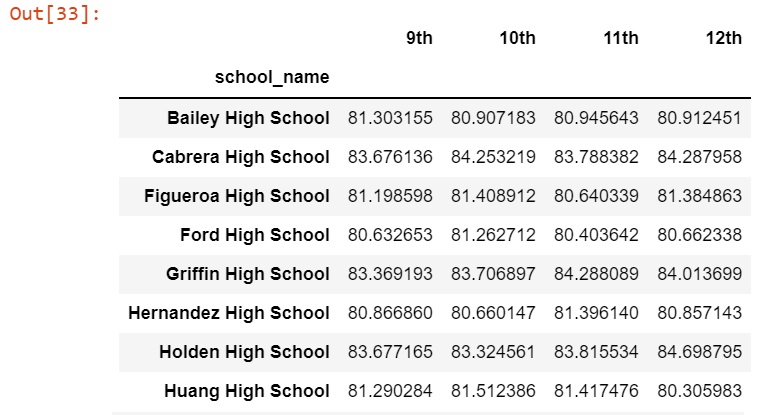 Out[33]:
9th 10th 11th 12th
school_name
Bailey High School 81.303155 80.907183 80.945643 80.912451
Cabrera High School 83.676136 84.253219 83.788382 84.287958
Figueroa High School 81.198598 81.408912 80.640339 81.384863
Ford High School 80.632653 81.262712 80.403642 80.662338
Griffin High School 83.369193 83.706897 84.288089 84.013699
Hernandez High School 80.866860 80.660147 81.396140 80.857143
Holden High School 83.677165 83.324561 83.815534 84.698795
Huang High School 81.290284 81.512386 81.417476 80.305983